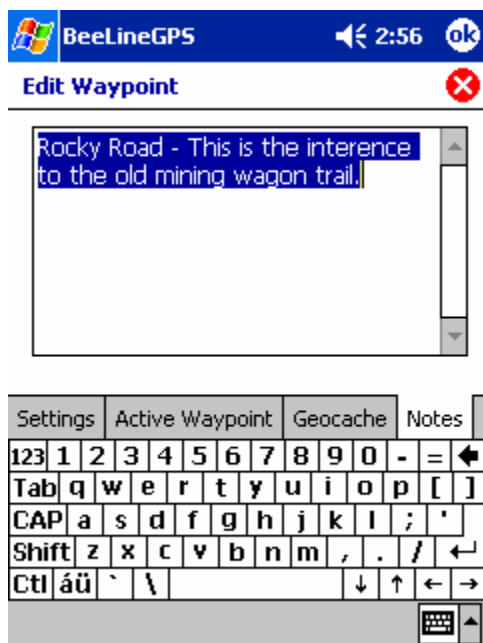 BeeLineGPS 2:56 ok
Edit Waypoint
Rocky Road - This is the interence
to the old mining wagon trail.
Settings Active Waypoint Geocache Notes
123 1 2 3 4 5 6 7 8 9 0 - =
Tab q w e r t y u i o p [ ]
CAP a s d f g h j k l ; '
Shift z x c v b n m , . /
Ctl áü ` \